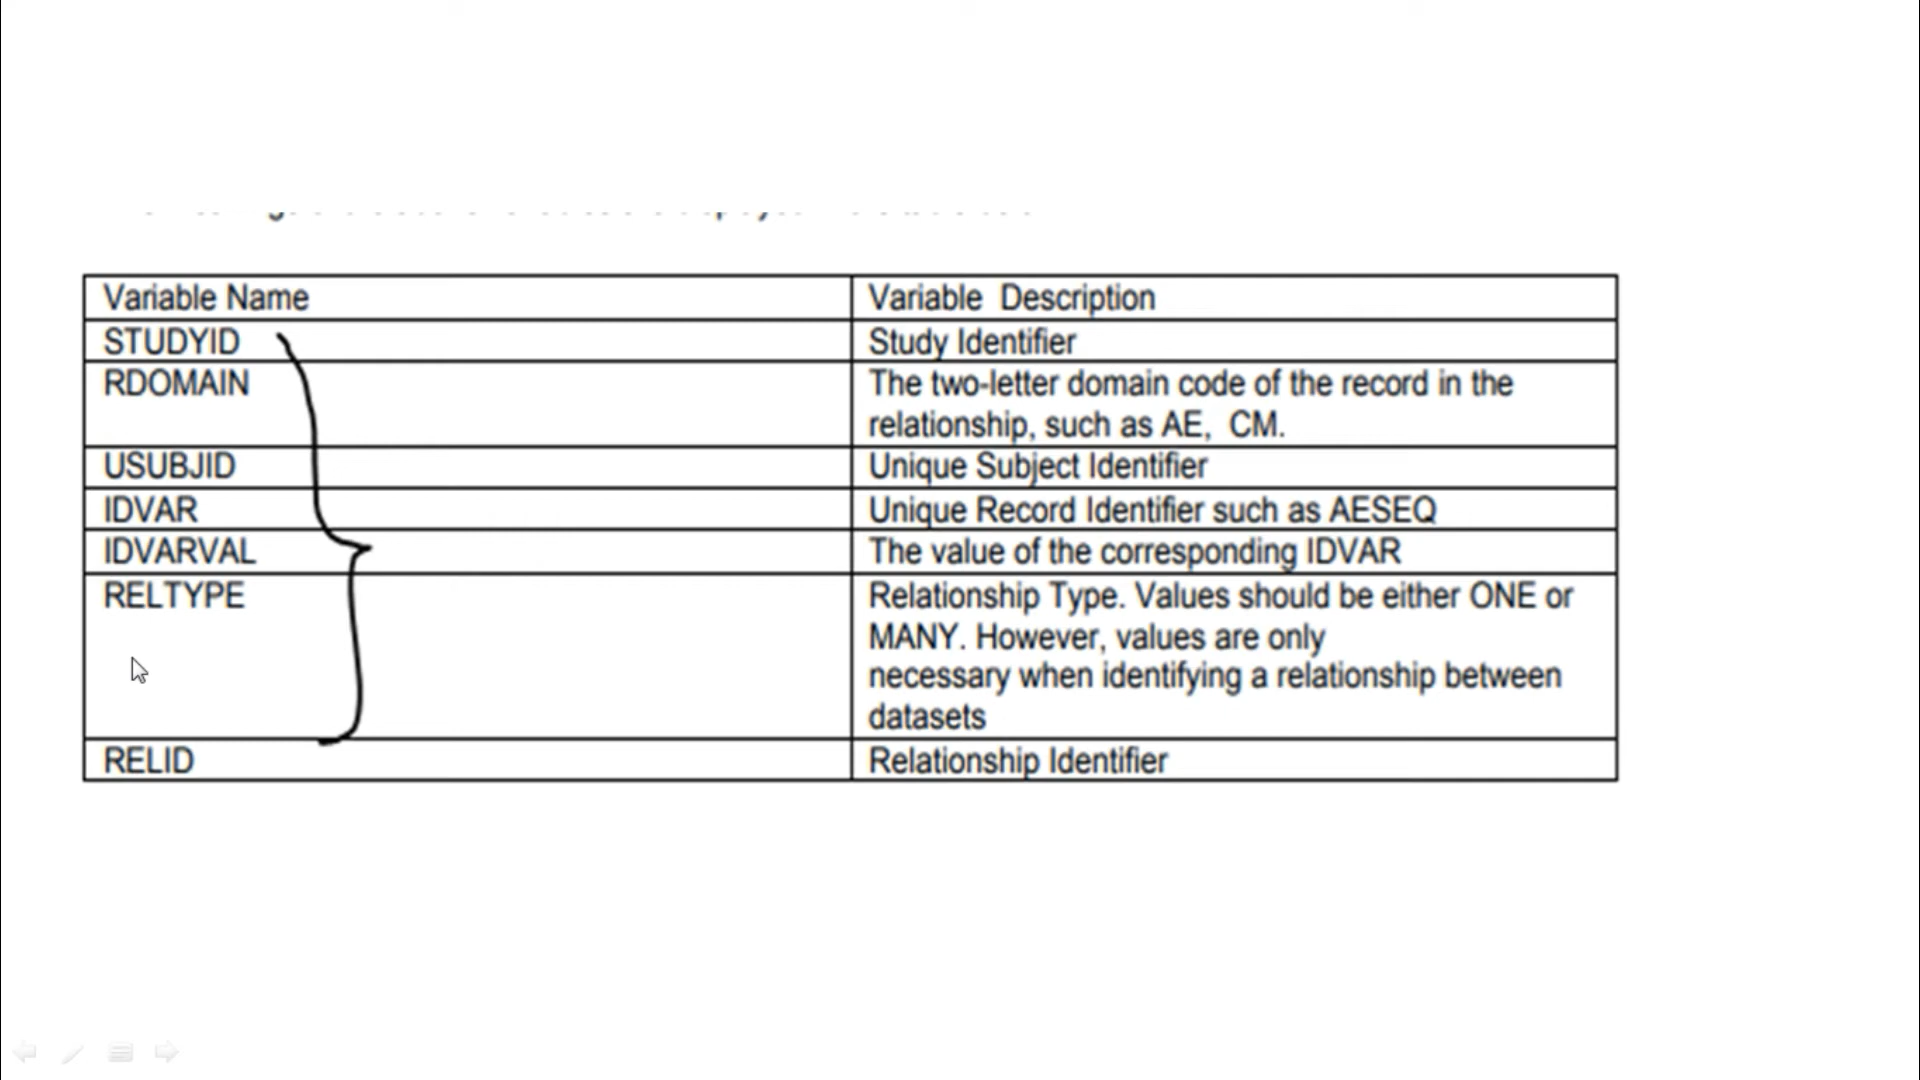 Variable Name Variable Description
STUDYID Study Identifier
RDOMAIN The two-letter domain code of the record in the
relationship, such as AE, CM.
USUBJID Unique Subject Identifier
IDVAR Unique Record Identifier such as AESEQ
IDVARVAL The value of the corresponding IDVAR
RELTYPE Relationship Type. Values should be either ONE or
MANY. However, values are only
necessary when identifying a relationship between
datasets
RELID Relationship Identifier